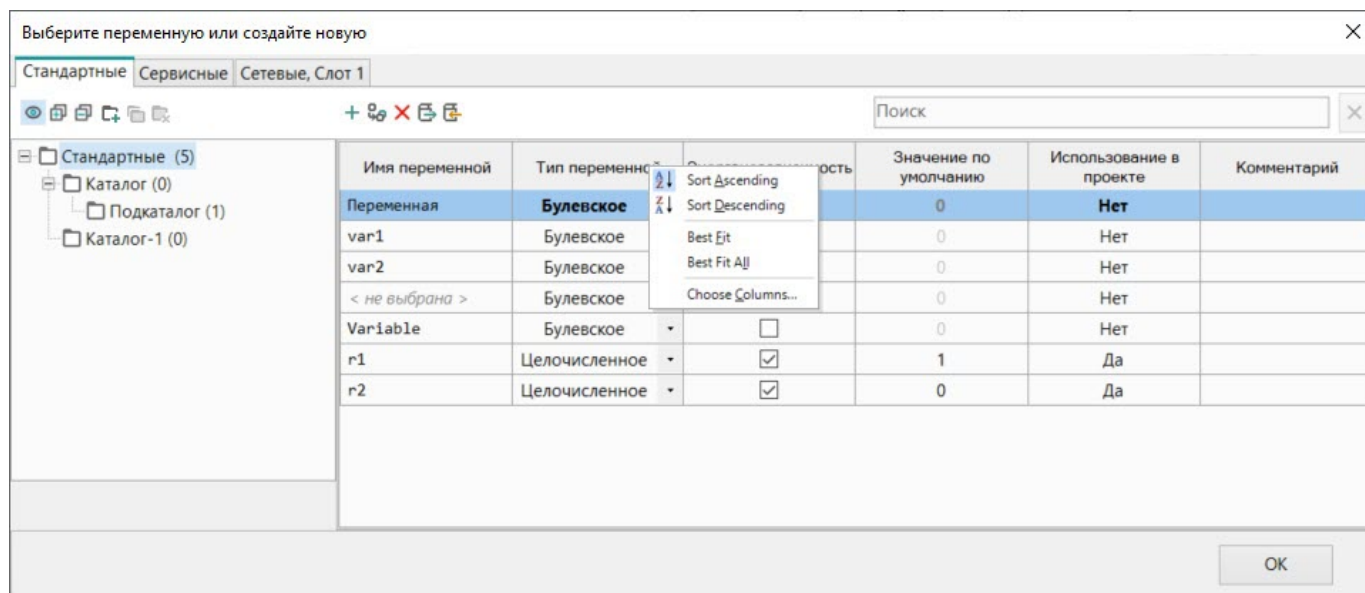 Выберите переменную или создайте новую
Стандартные Сервисные Сетевые, Слот 1
Поиск
Стандартные (5)
Каталог (0)
Подкаталог (1)
Каталог-1 (0)
Имя переменной Тип переменной Значение по умолчанию Использование в проекте Комментарий
Переменная Булевское 0 Нет
var1 Булевское 0 Нет
var2 Булевское 0 Нет
< не выбрана > Булевское 0 Нет
Variable Булевское 0 Нет
r1 Целочисленное 1 Да
r2 Целочисленное 0 Да
Sort Ascending
Sort Descending
Best Fit
Best Fit All
Choose Columns...
OK